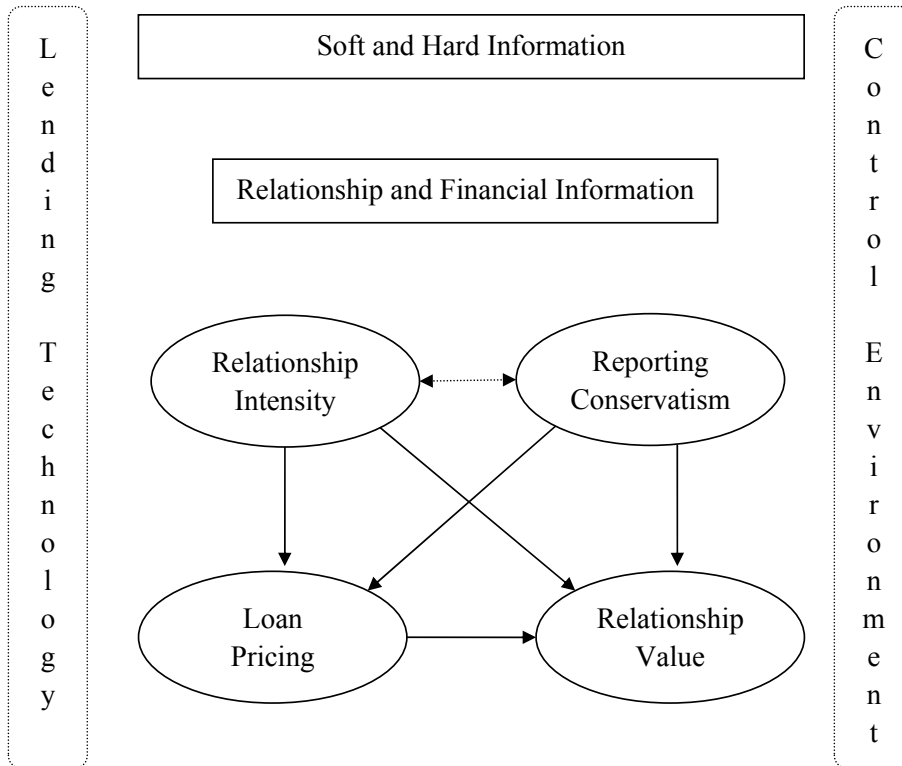 Lending Technology
Soft and Hard Information
Relationship and Financial Information
Relationship
Intensity
Reporting
Conservatism
Loan
Pricing
Relationship
Value
Control Environment